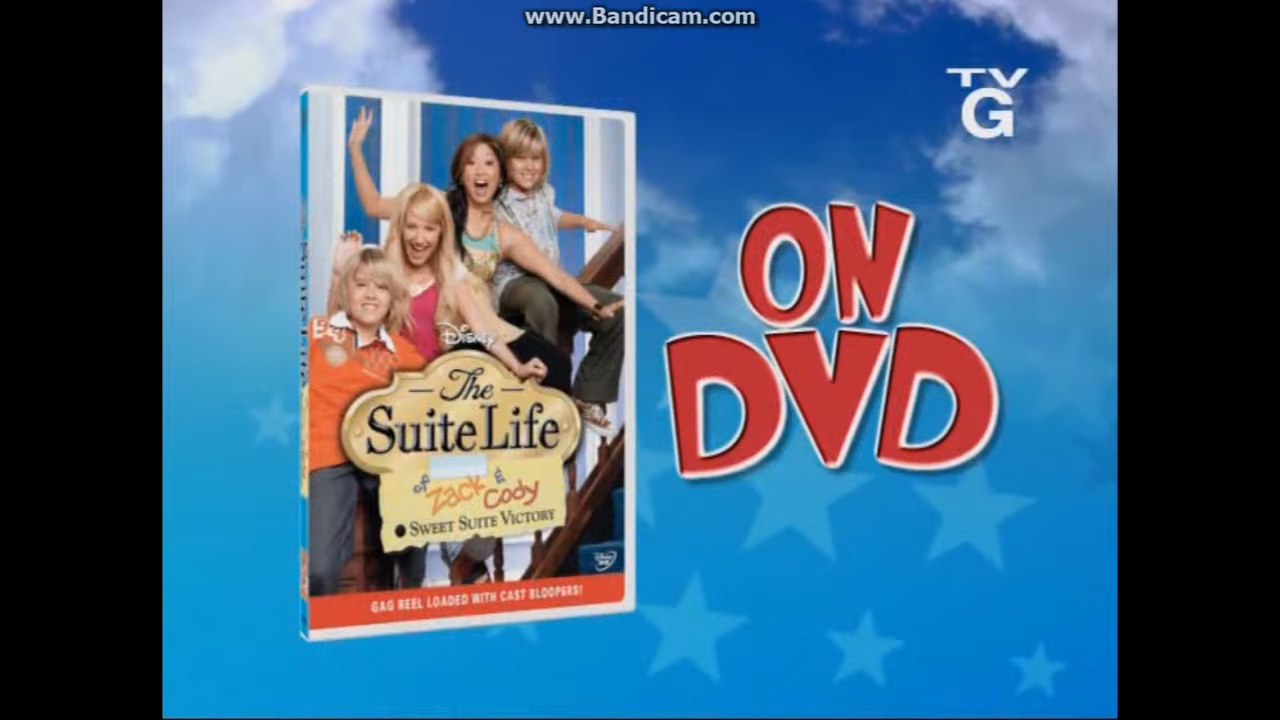 www.Bandicam.com
TV
G
ON
DVD
Disney
The
Suite Life
of Zack & Cody
SWEET SUITE VICTORY
GAG REEL LOADED WITH CAST BLOOPERS!